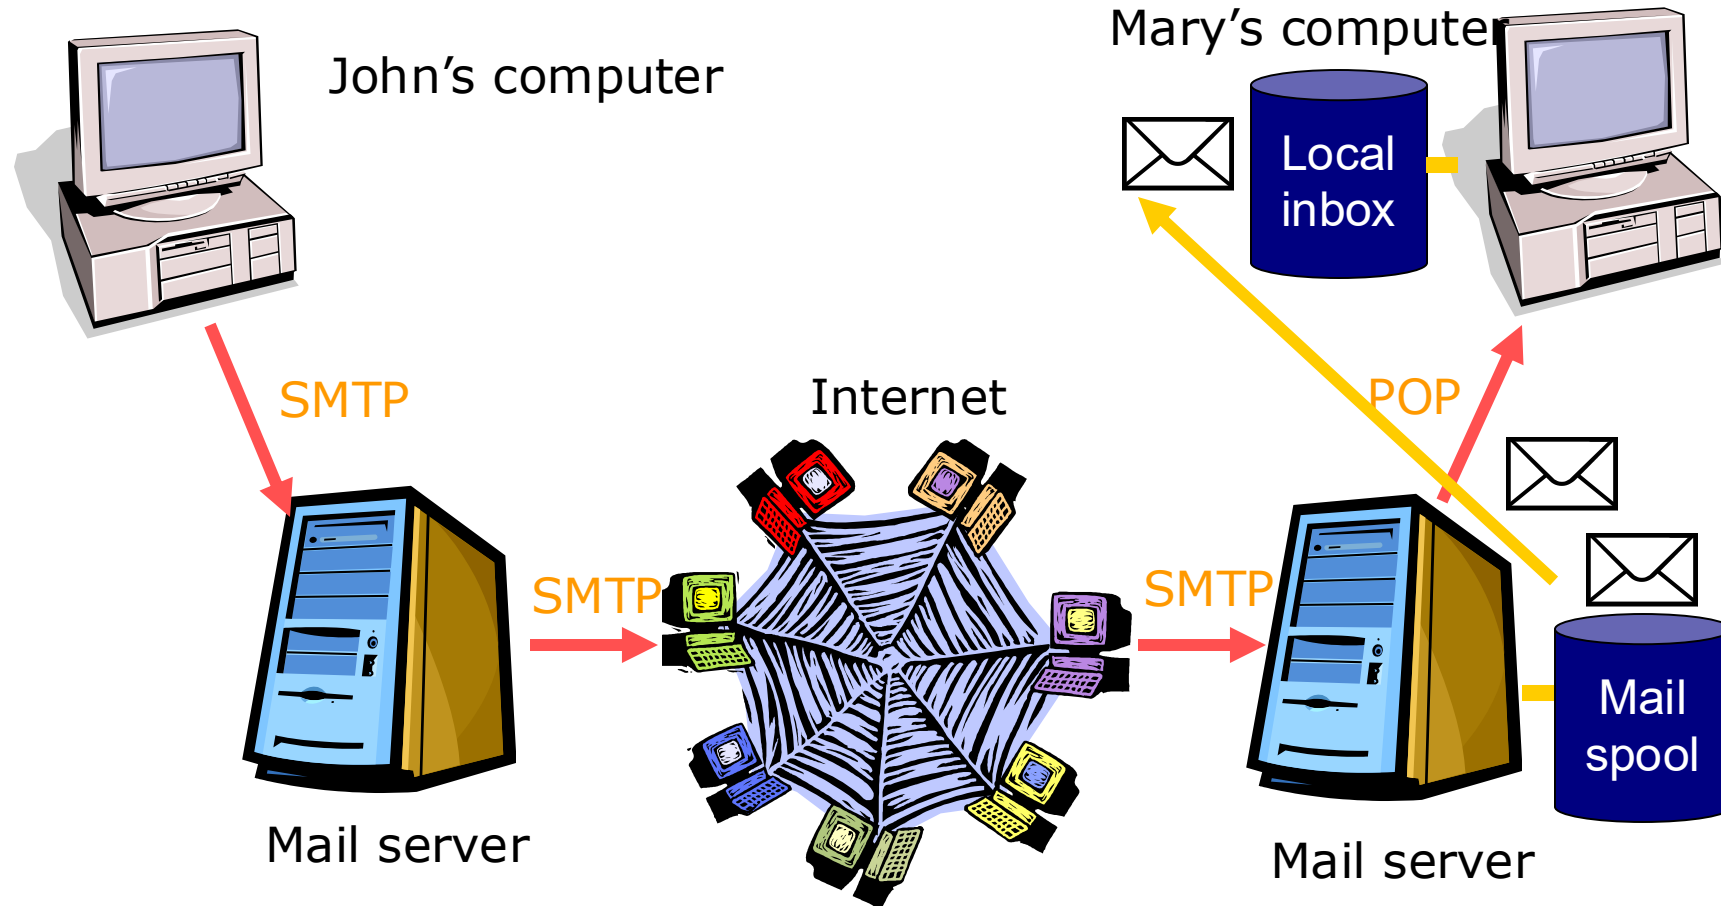 Mary’s computer
John’s computer
Local
inbox
SMTP
Internet
POP
SMTP
SMTP
Mail
spool
Mail server
Mail server